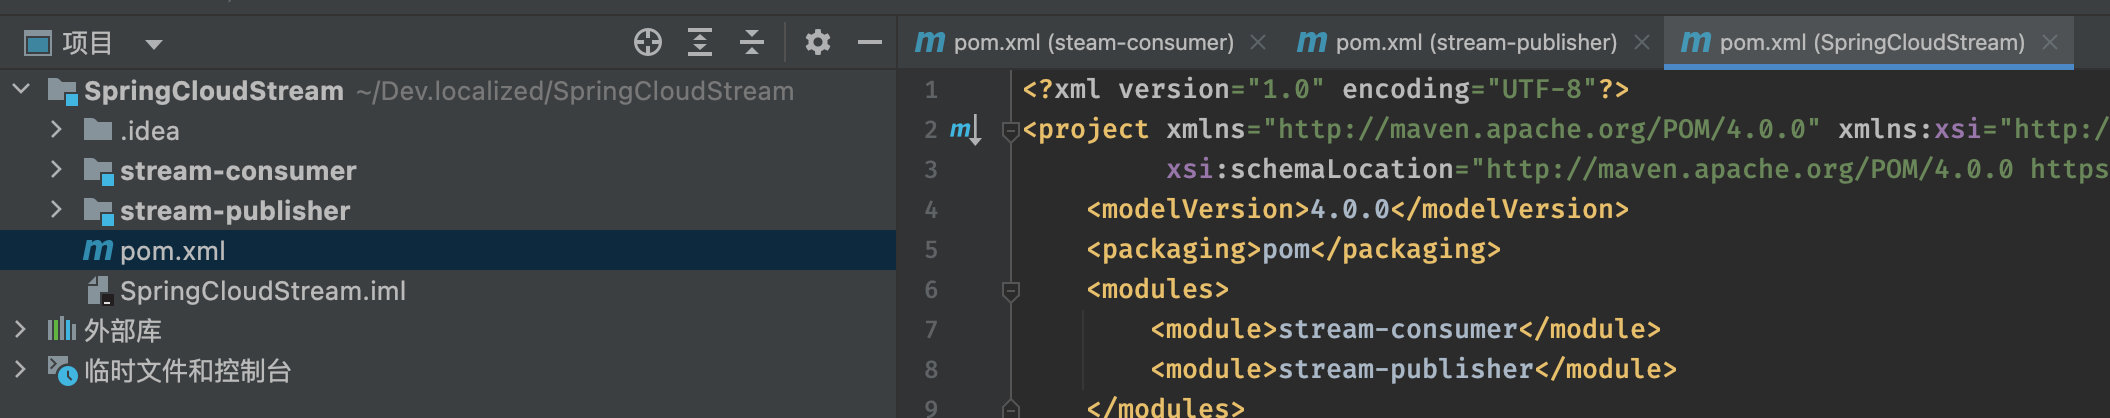 项目
pom.xml (steam-consumer)
pom.xml (stream-publisher)
pom.xml (SpringCloudStream)
SpringCloudStream ~/Dev.localized/SpringCloudStream
.idea
stream-consumer
stream-publisher
pom.xml
SpringCloudStream.iml
外部库
临时文件和控制台
1 <?xml version="1.0" encoding="UTF-8"?>
2 <project xmlns="http://maven.apache.org/POM/4.0.0" xmlns:xsi="http:/
3 xsi:schemaLocation="http://maven.apache.org/POM/4.0.0 https
4 <modelVersion>4.0.0</modelVersion>
5 <packaging>pom</packaging>
6 <modules>
7 <module>stream-consumer</module>
8 <module>stream-publisher</module>
9 </modules>